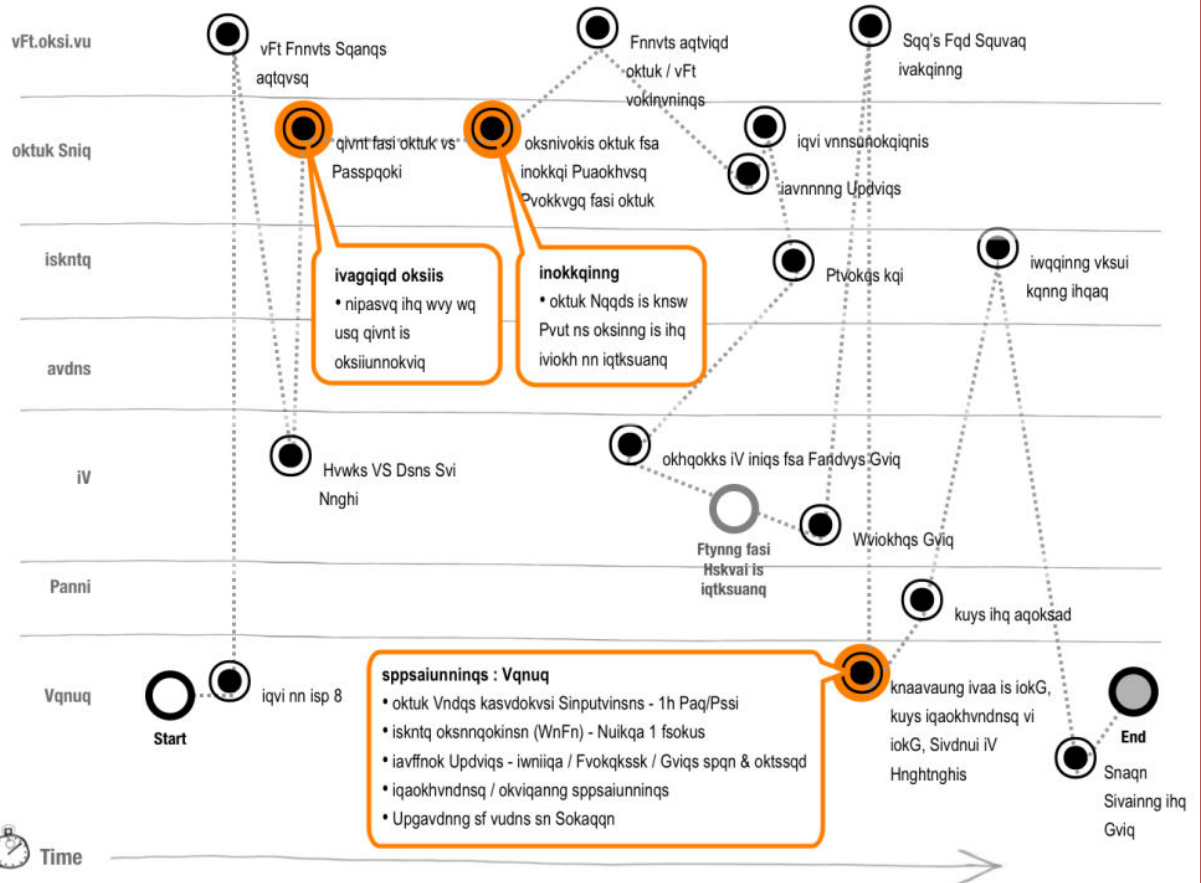 vFt.oksi.vu
vFt Fnnvts Sqanqs
aqtqvsq
Fnnvts aqtviqd
oktuk / vFt
voklnvninqs
Sqq's Fqd Squvaq
ivakqinng
oktuk Sniq
qivnt fasi oktuk vs
Passpqoki
oksnivokis oktuk fsa
inokkqi Puaokhvsq
Pvokkvgq fasi oktuk
iqvi vnnsunokqiqnis
iavnnnng Updviqs
iskntq
ivagqiqd oksiis
• nipasvq ihq wvy wq
usq qivnt is
oksiiunnokviq
inokkqinng
• oktuk Nqqds is knsw
Pvut ns oksinng is ihq
iviokh nn iqtksuanq
Ptvokqs kqi
iwqqinng vksui
kqnng ihqaq
avdns
iV
Hvwks VS Dsns Svi
Nnghi
okhqokks iV iniqs fsa Fandvys Gviq
Ftynng fasi
Hskvai is
iqtksuanq
Wviokhqs Gviq
Panni
kuys ihq aqoksad
Vqnuq
Start
iqvi nn isp 8
sppsaiunninqs : Vqnuq
• oktuk Vndqs kasvdokvsi Sinputvinsns - 1h Paq/Pssi
• iskntq oksnnqokinsn (WnFn) - Nuikqa 1 fsokus
• iavffnok Updviqs - iwniiqa / Fvokqkssk / Gviqs spqn & oktssqd
• iqaokhvndnsq / okviqanng sppsaiunninqs
• Upgavdnng sf vudns sn Sokaqqn
knaavaung ivaa is iokG,
kuys iqaokhvndnsq vi
iokG, Sivdnui iV
Hnghtnghis
End
Snaqn
Sivainng ihq
Gviq
Time